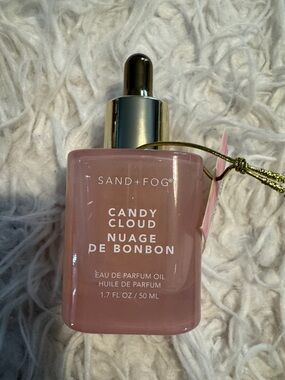 SAND+FOG®
CANDY
CLOUD
NUAGE
DE BONBON
EAU DE PARFUM OIL
HUILE DE PARFUM
1.7 FL OZ / 50 ML